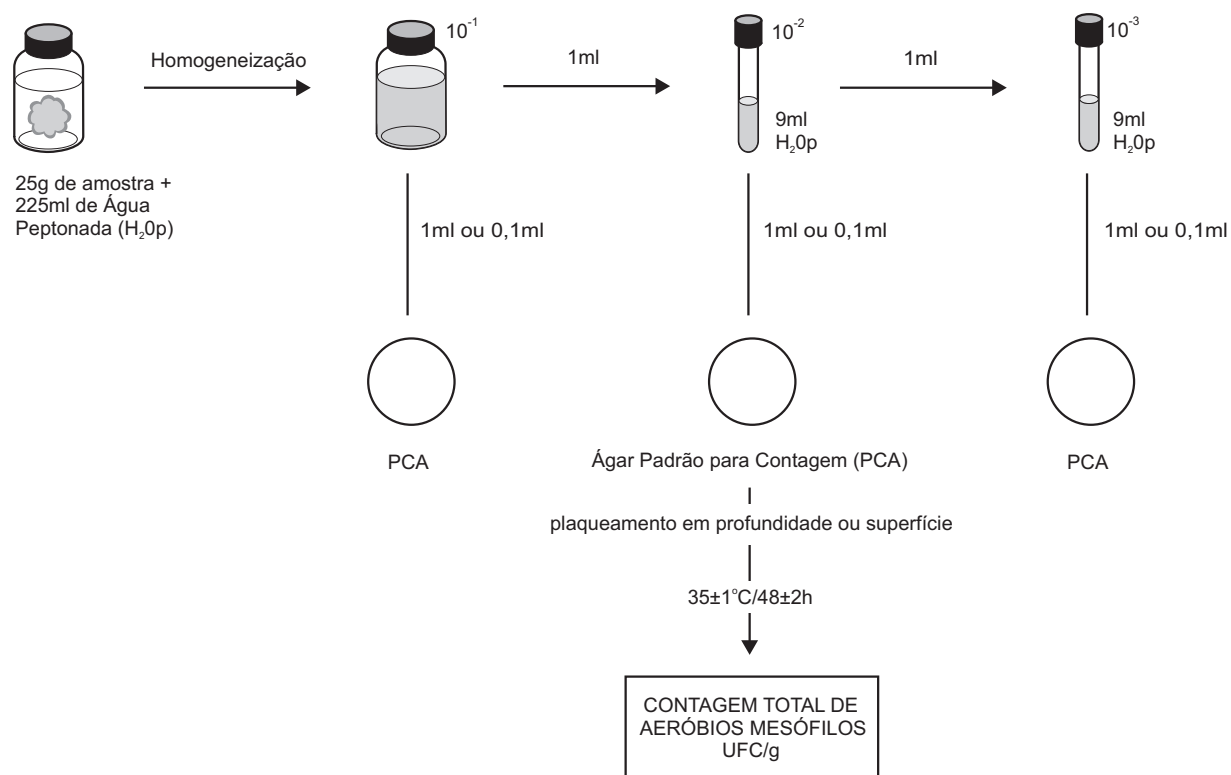 Homogeneização
10⁻¹
1ml
10⁻²
1ml
10⁻³
9ml
H₂0p
9ml
H₂0p
25g de amostra +
225ml de Água
Peptonada (H₂0p)
1ml ou 0,1ml
1ml ou 0,1ml
1ml ou 0,1ml
PCA
Ágar Padrão para Contagem (PCA)
PCA
plaqueamento em profundidade ou superfície
35±1°C/48±2h
CONTAGEM TOTAL DE
AERÓBIOS MESÓFILOS
UFC/g